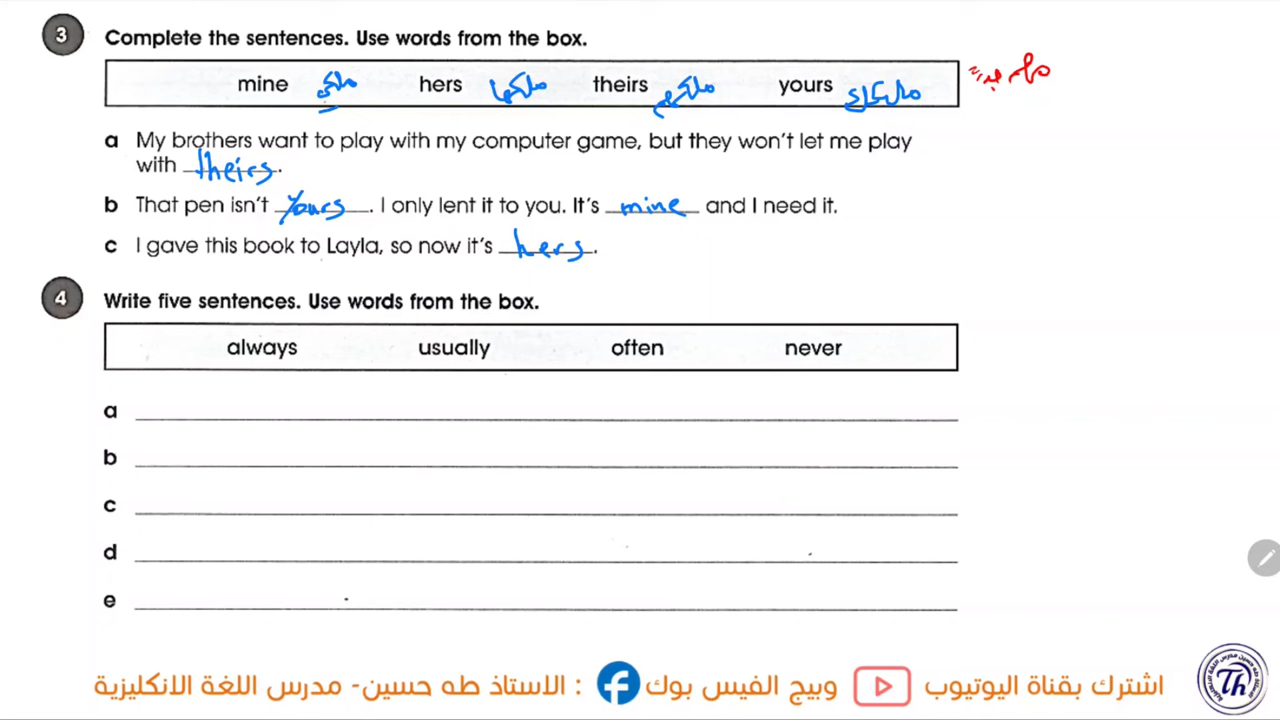 3 Complete the sentences. Use words from the box.
mine ملكي hers ملكها theirs ملكهم yours ملكك
a My brothers want to play with my computer game, but they won't let me play
with theirs.
b That pen isn't yours. I only lent it to you. It's mine and I need it.
c I gave this book to Layla, so now it's hers.
4 Write five sentences. Use words from the box.
always usually often never
a
b
c
d
e
اشترك بقناة اليوتيوب وبيج الفيس بوك : الاستاذ طه حسين- مدرس اللغة الانكليزية
Th